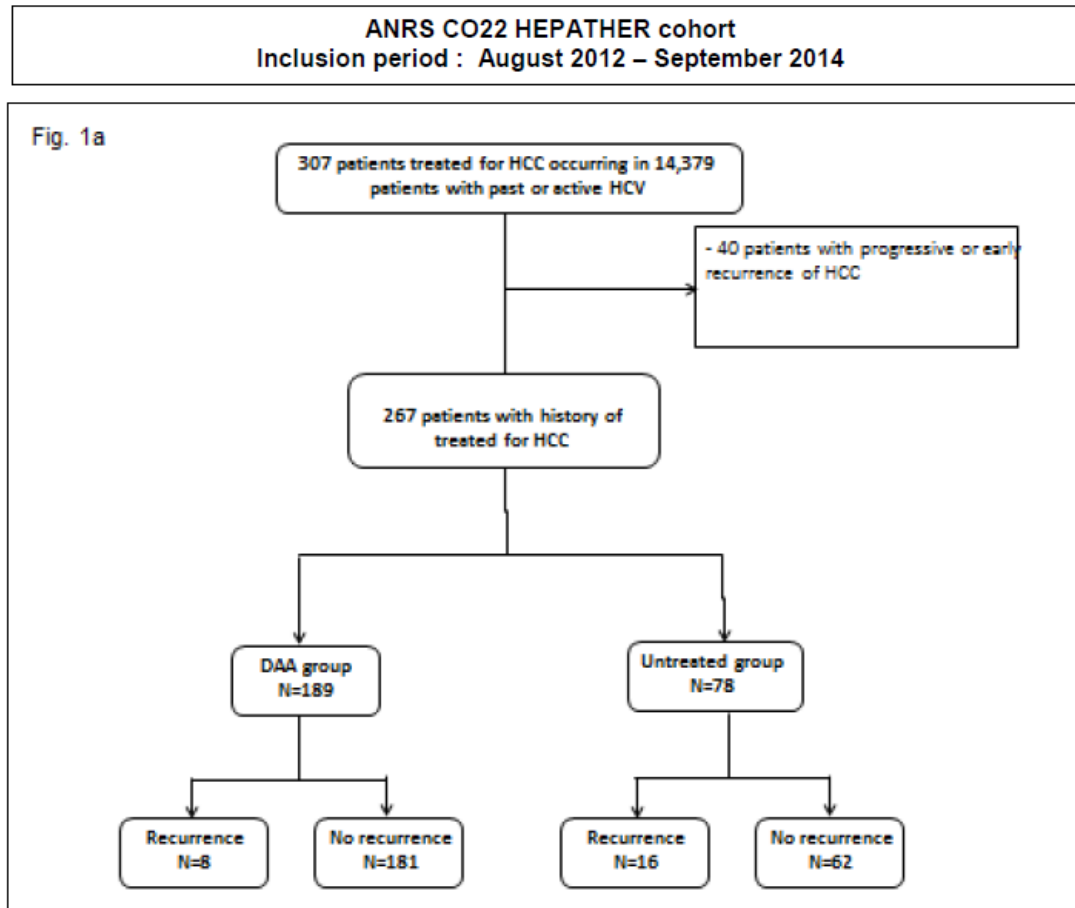 ANRS CO22 HEPATHER cohort
Inclusion period : August 2012 – September 2014
Fig. 1a
307 patients treated for HCC occurring in 14,379
patients with past or active HCV
- 40 patients with progressive or early
recurrence of HCC
267 patients with history of
treated for HCC
DAA group
N=189
Untreated group
N=78
Recurrence
N=8
No recurrence
N=181
Recurrence
N=16
No recurrence
N=62